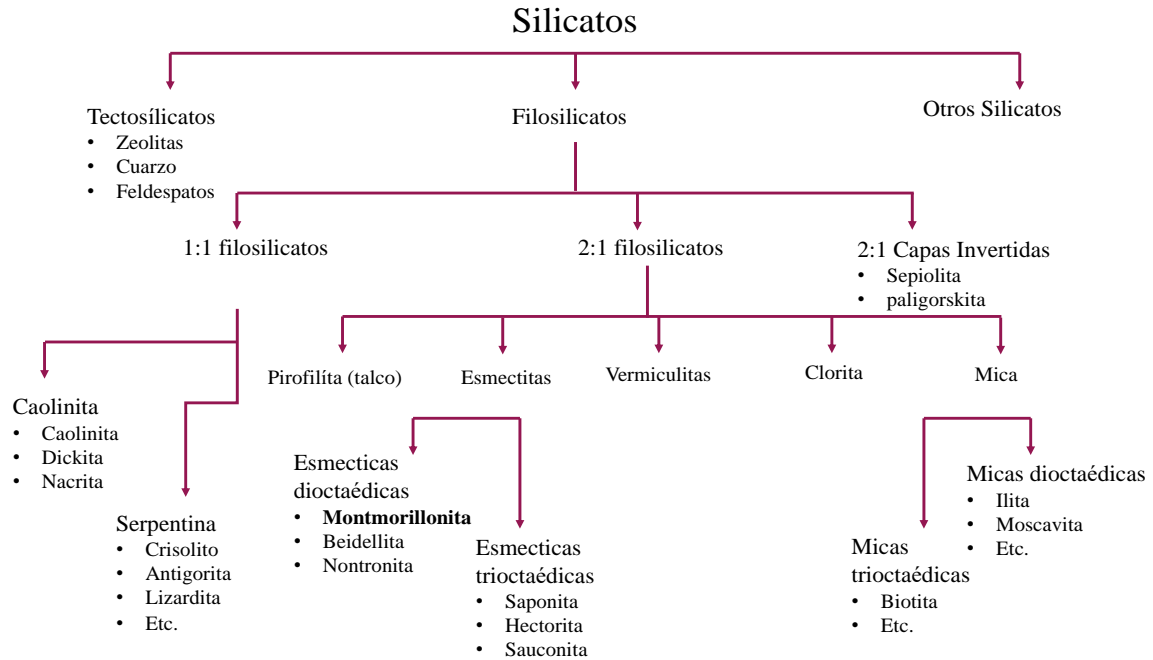 Silicatos
Tectosílicatos
• Zeolitas
• Cuarzo
• Feldespatos
Filosilicatos
Otros Silicatos
1:1 filosilicatos
2:1 filosilicatos
2:1 Capas Invertidas
• Sepiolita
• paligorskita
Pirofilíta (talco)
Esmectitas
Vermiculitas
Clorita
Mica
Caolinita
• Caolinita
• Dickita
• Nacrita
Serpentina
• Crisolito
• Antigorita
• Lizardita
• Etc.
Esmecticas
dioctaédicas
• Montmorillonita
• Beidellita
• Nontronita
Esmecticas
trioctaédicas
• Saponita
• Hectorita
• Sauconita
Micas
trioctaédicas
• Biotita
• Etc.
Micas dioctaédicas
• Ilita
• Moscavita
• Etc.